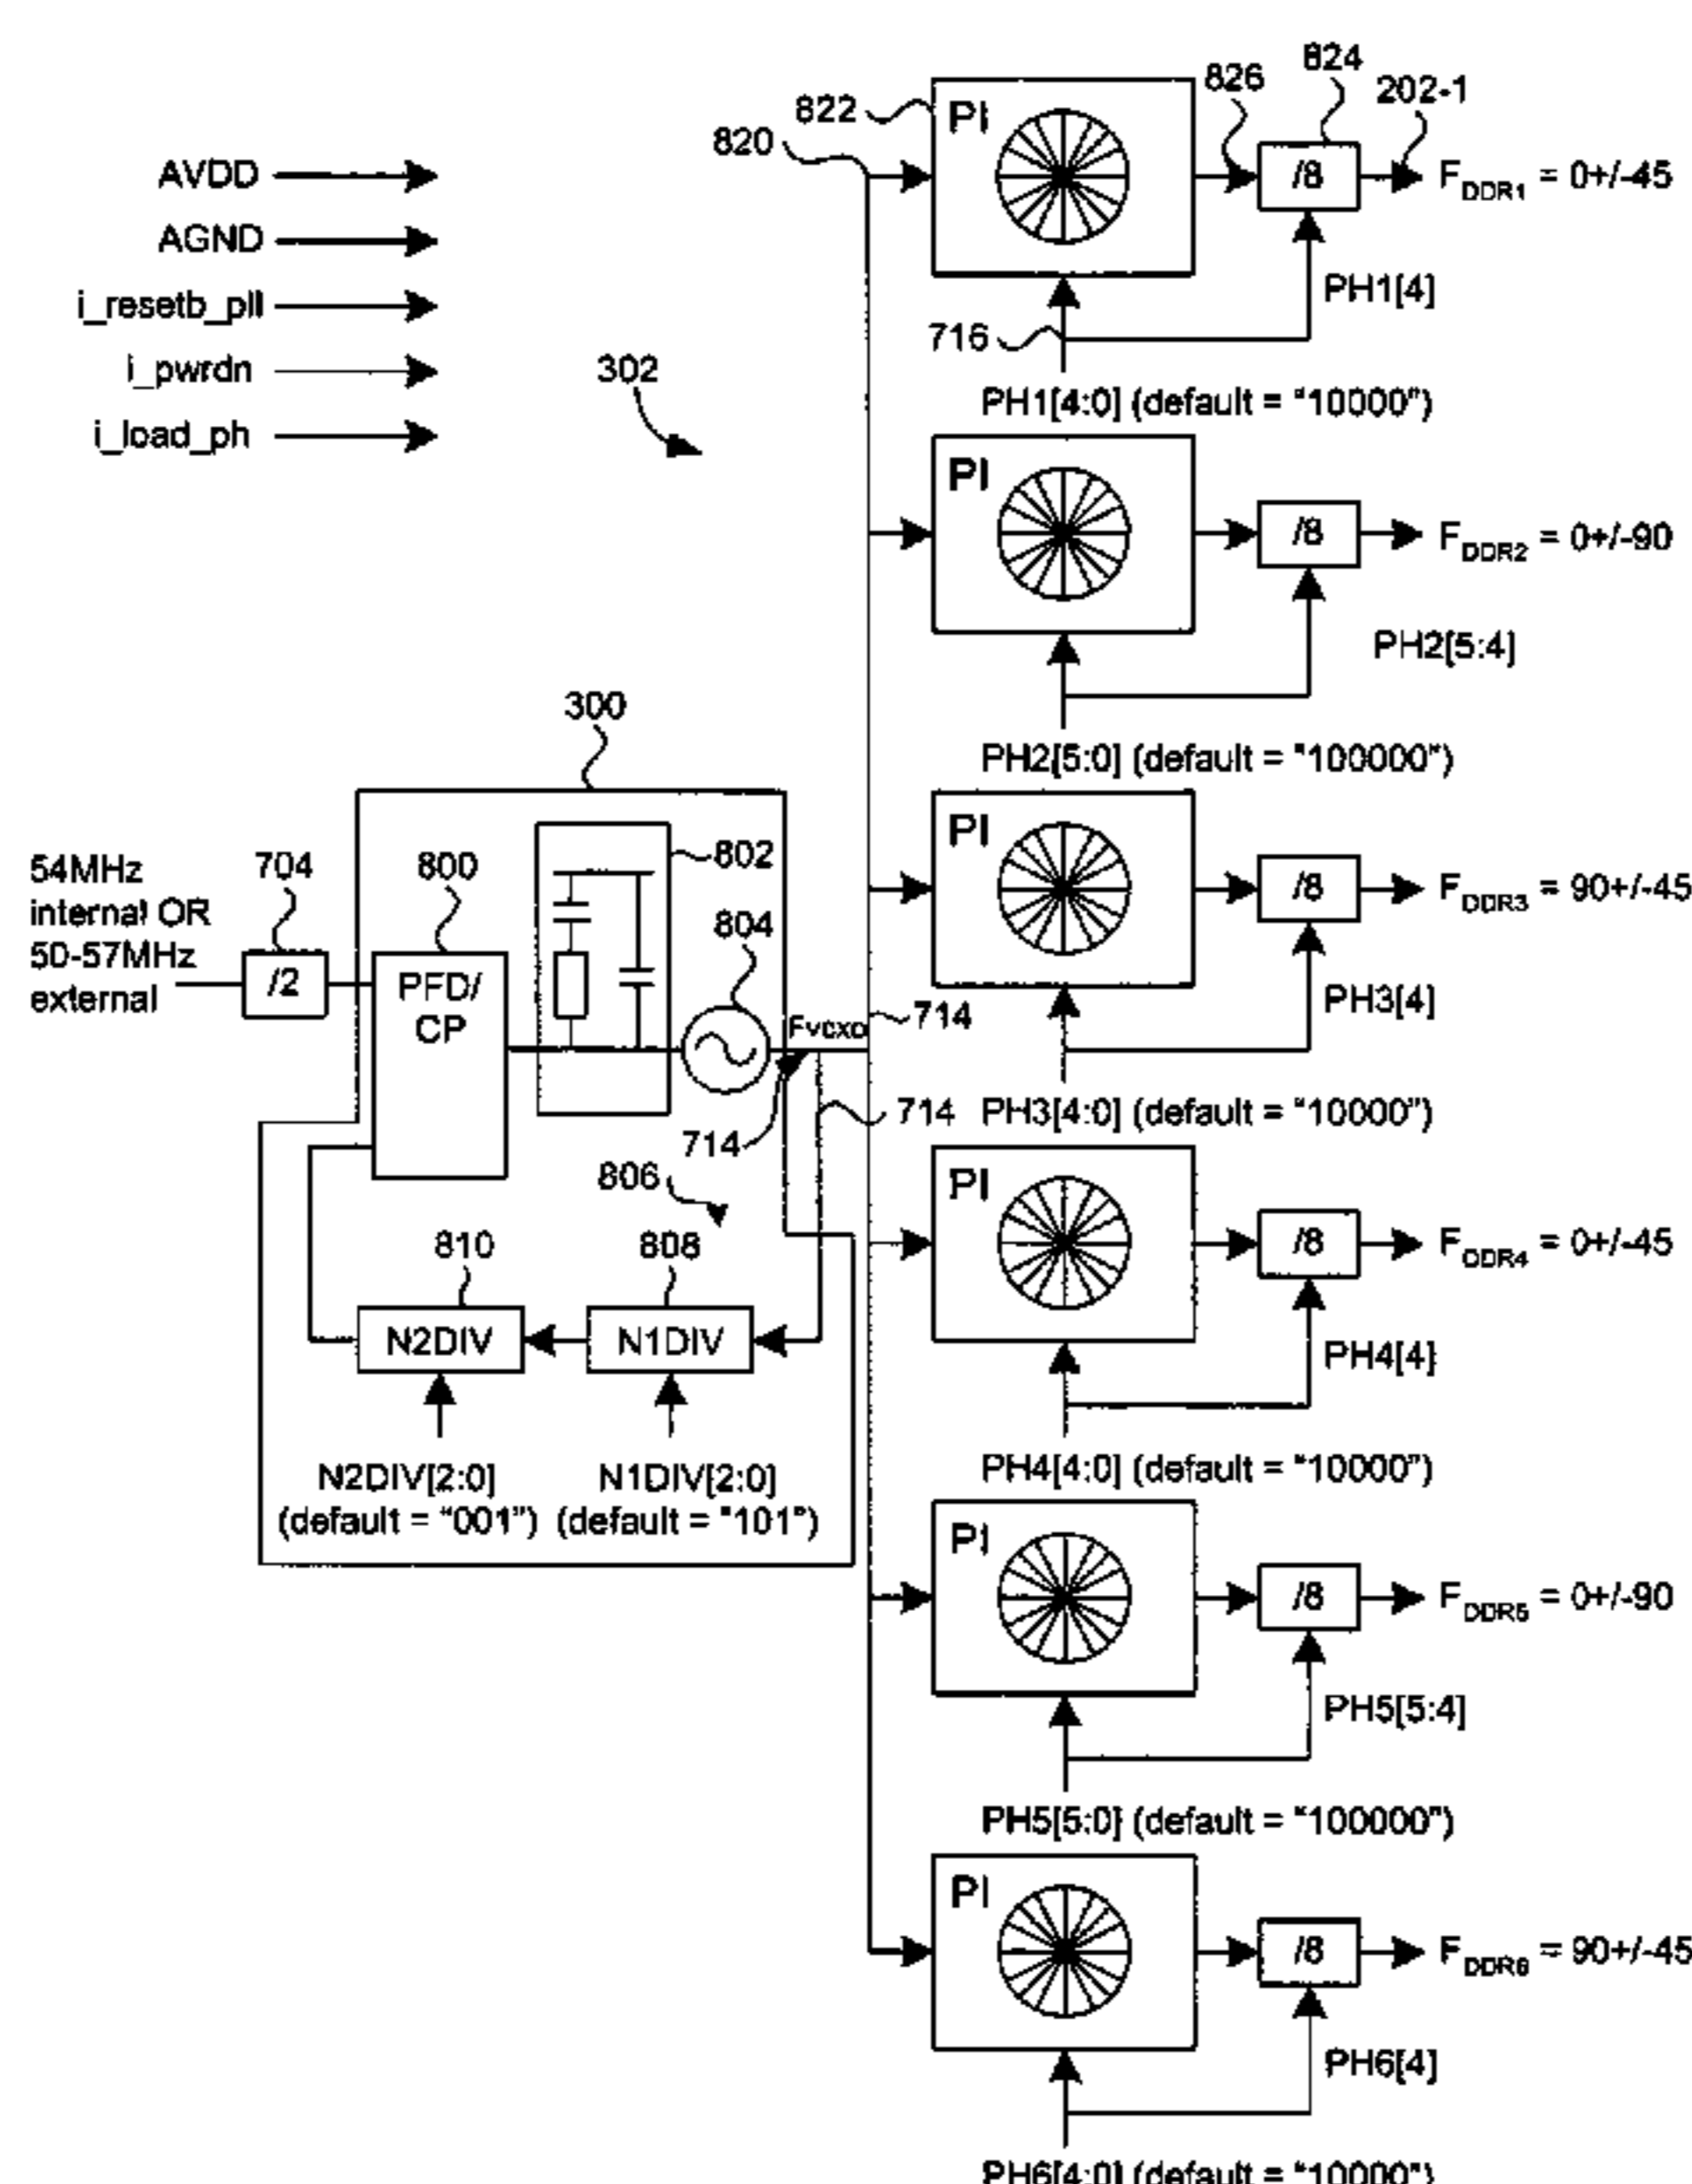 AVDD
AGND
i_resetb_pll
i_pwrdn
i_load_ph
302
820
822
PI
826
824
202-1
/8
F DDR1 = 0+/-45
PH1[4]
716
PH1[4:0] (default = "10000")
PI
/8
F DDR2 = 0+/-90
PH2[5:4]
PH2[5:0] (default = "100000")
PI
/8
F DDR3 = 90+/-45
PH3[4]
PH3[4:0] (default = "10000")
PI
/8
F DDR4 = 0+/-45
PH4[4]
PH4[4:0] (default = "10000")
PI
/8
F DDR5 = 0+/-90
PH5[5:4]
PH5[5:0] (default = "100000")
PI
/8
F DDR6 = 90+/-45
PH6[4]
PH6[4:0] (default = "10000")
300
54MHz
internal OR
50-57MHz
external
704
/2
800
PFD/
CP
802
804
Fvcxo
714
714
714
806
810
808
N2DIV
N1DIV
N2DIV[2:0]
(default = "001")
N1DIV[2:0]
(default = "101")